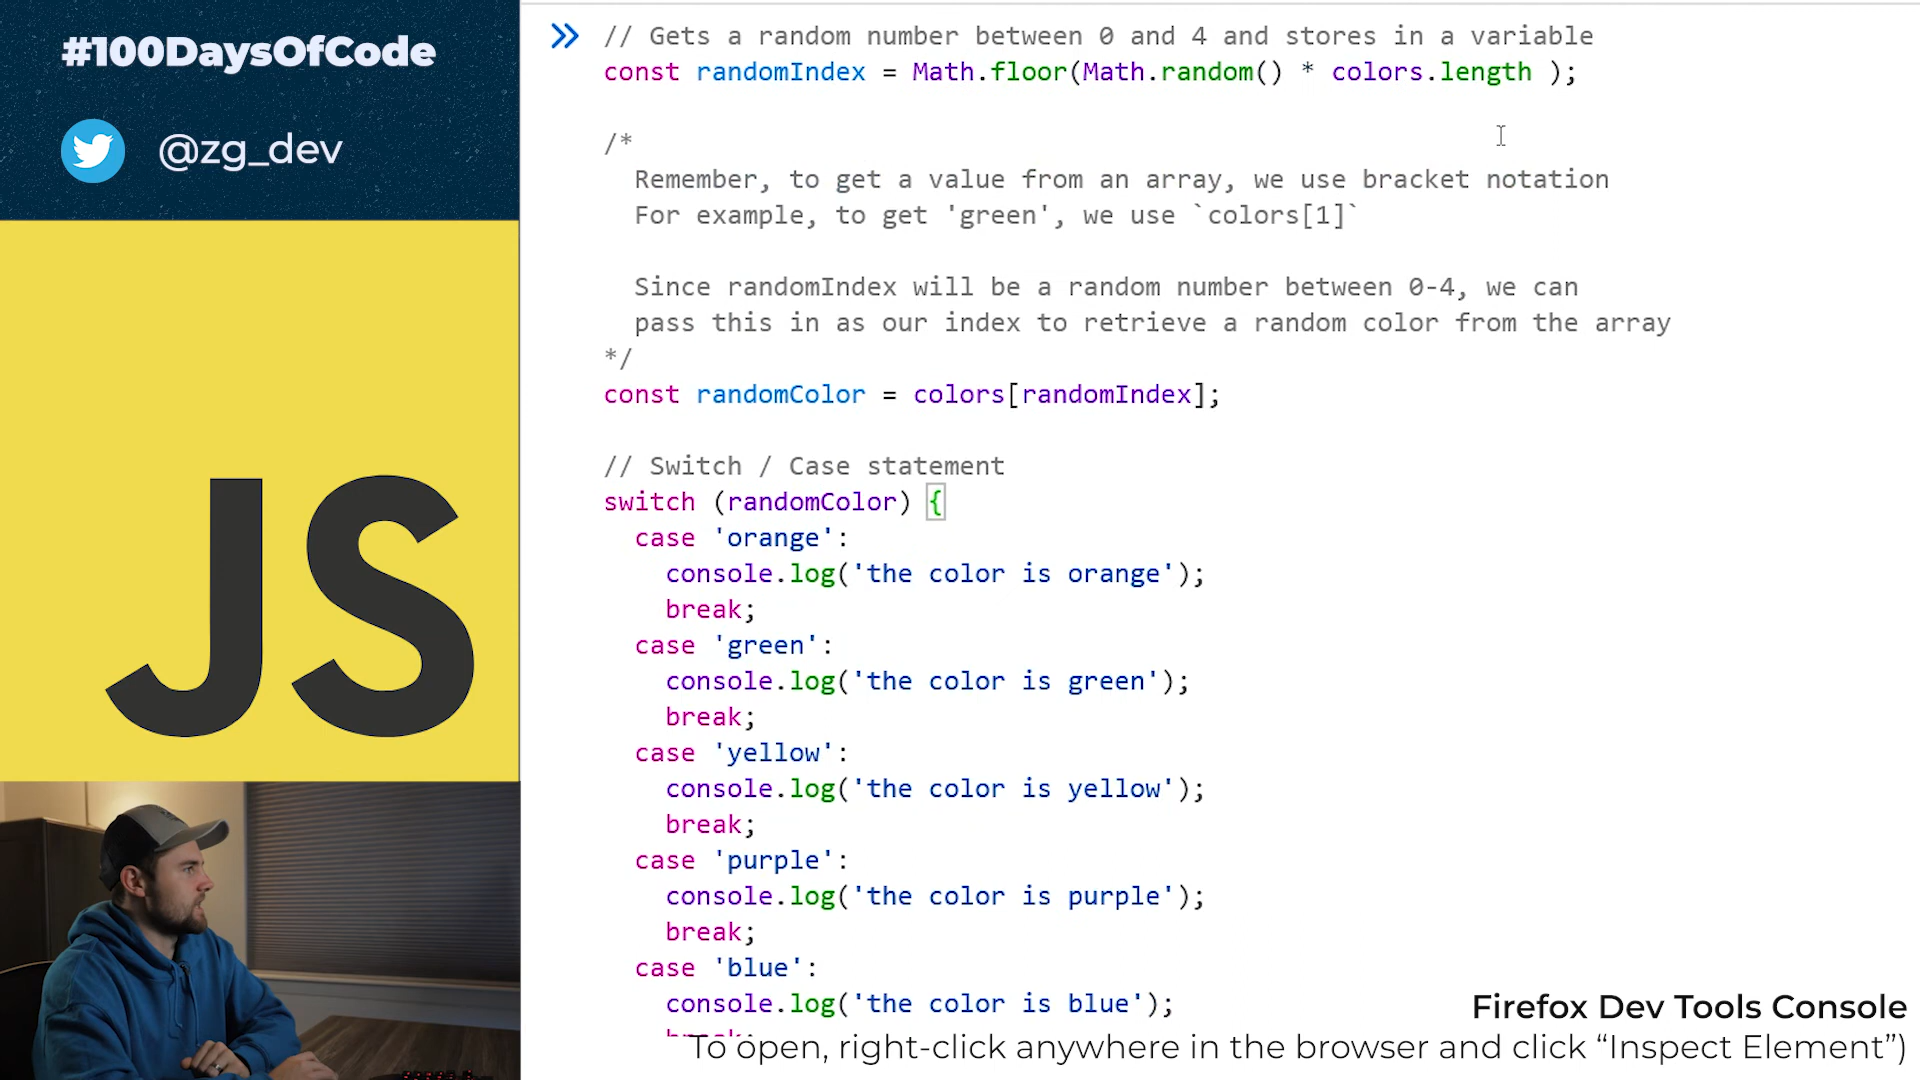 #100DaysOfCode
@zg_dev
JS
// Gets a random number between 0 and 4 and stores in a variable
const randomIndex = Math.floor(Math.random() * colors.length );
/*
Remember, to get a value from an array, we use bracket notation
For example, to get 'green', we use `colors[1]`
Since randomIndex will be a random number between 0-4, we can
pass this in as our index to retrieve a random color from the array
*/
const randomColor = colors[randomIndex];
// Switch / Case statement
switch (randomColor) {
case 'orange':
console.log('the color is orange');
break;
case 'green':
console.log('the color is green');
break;
case 'yellow':
console.log('the color is yellow');
break;
case 'purple':
console.log('the color is purple');
break;
case 'blue':
console.log('the color is blue');
Firefox Dev Tools Console
To open, right-click anywhere in the browser and click “Inspect Element”)